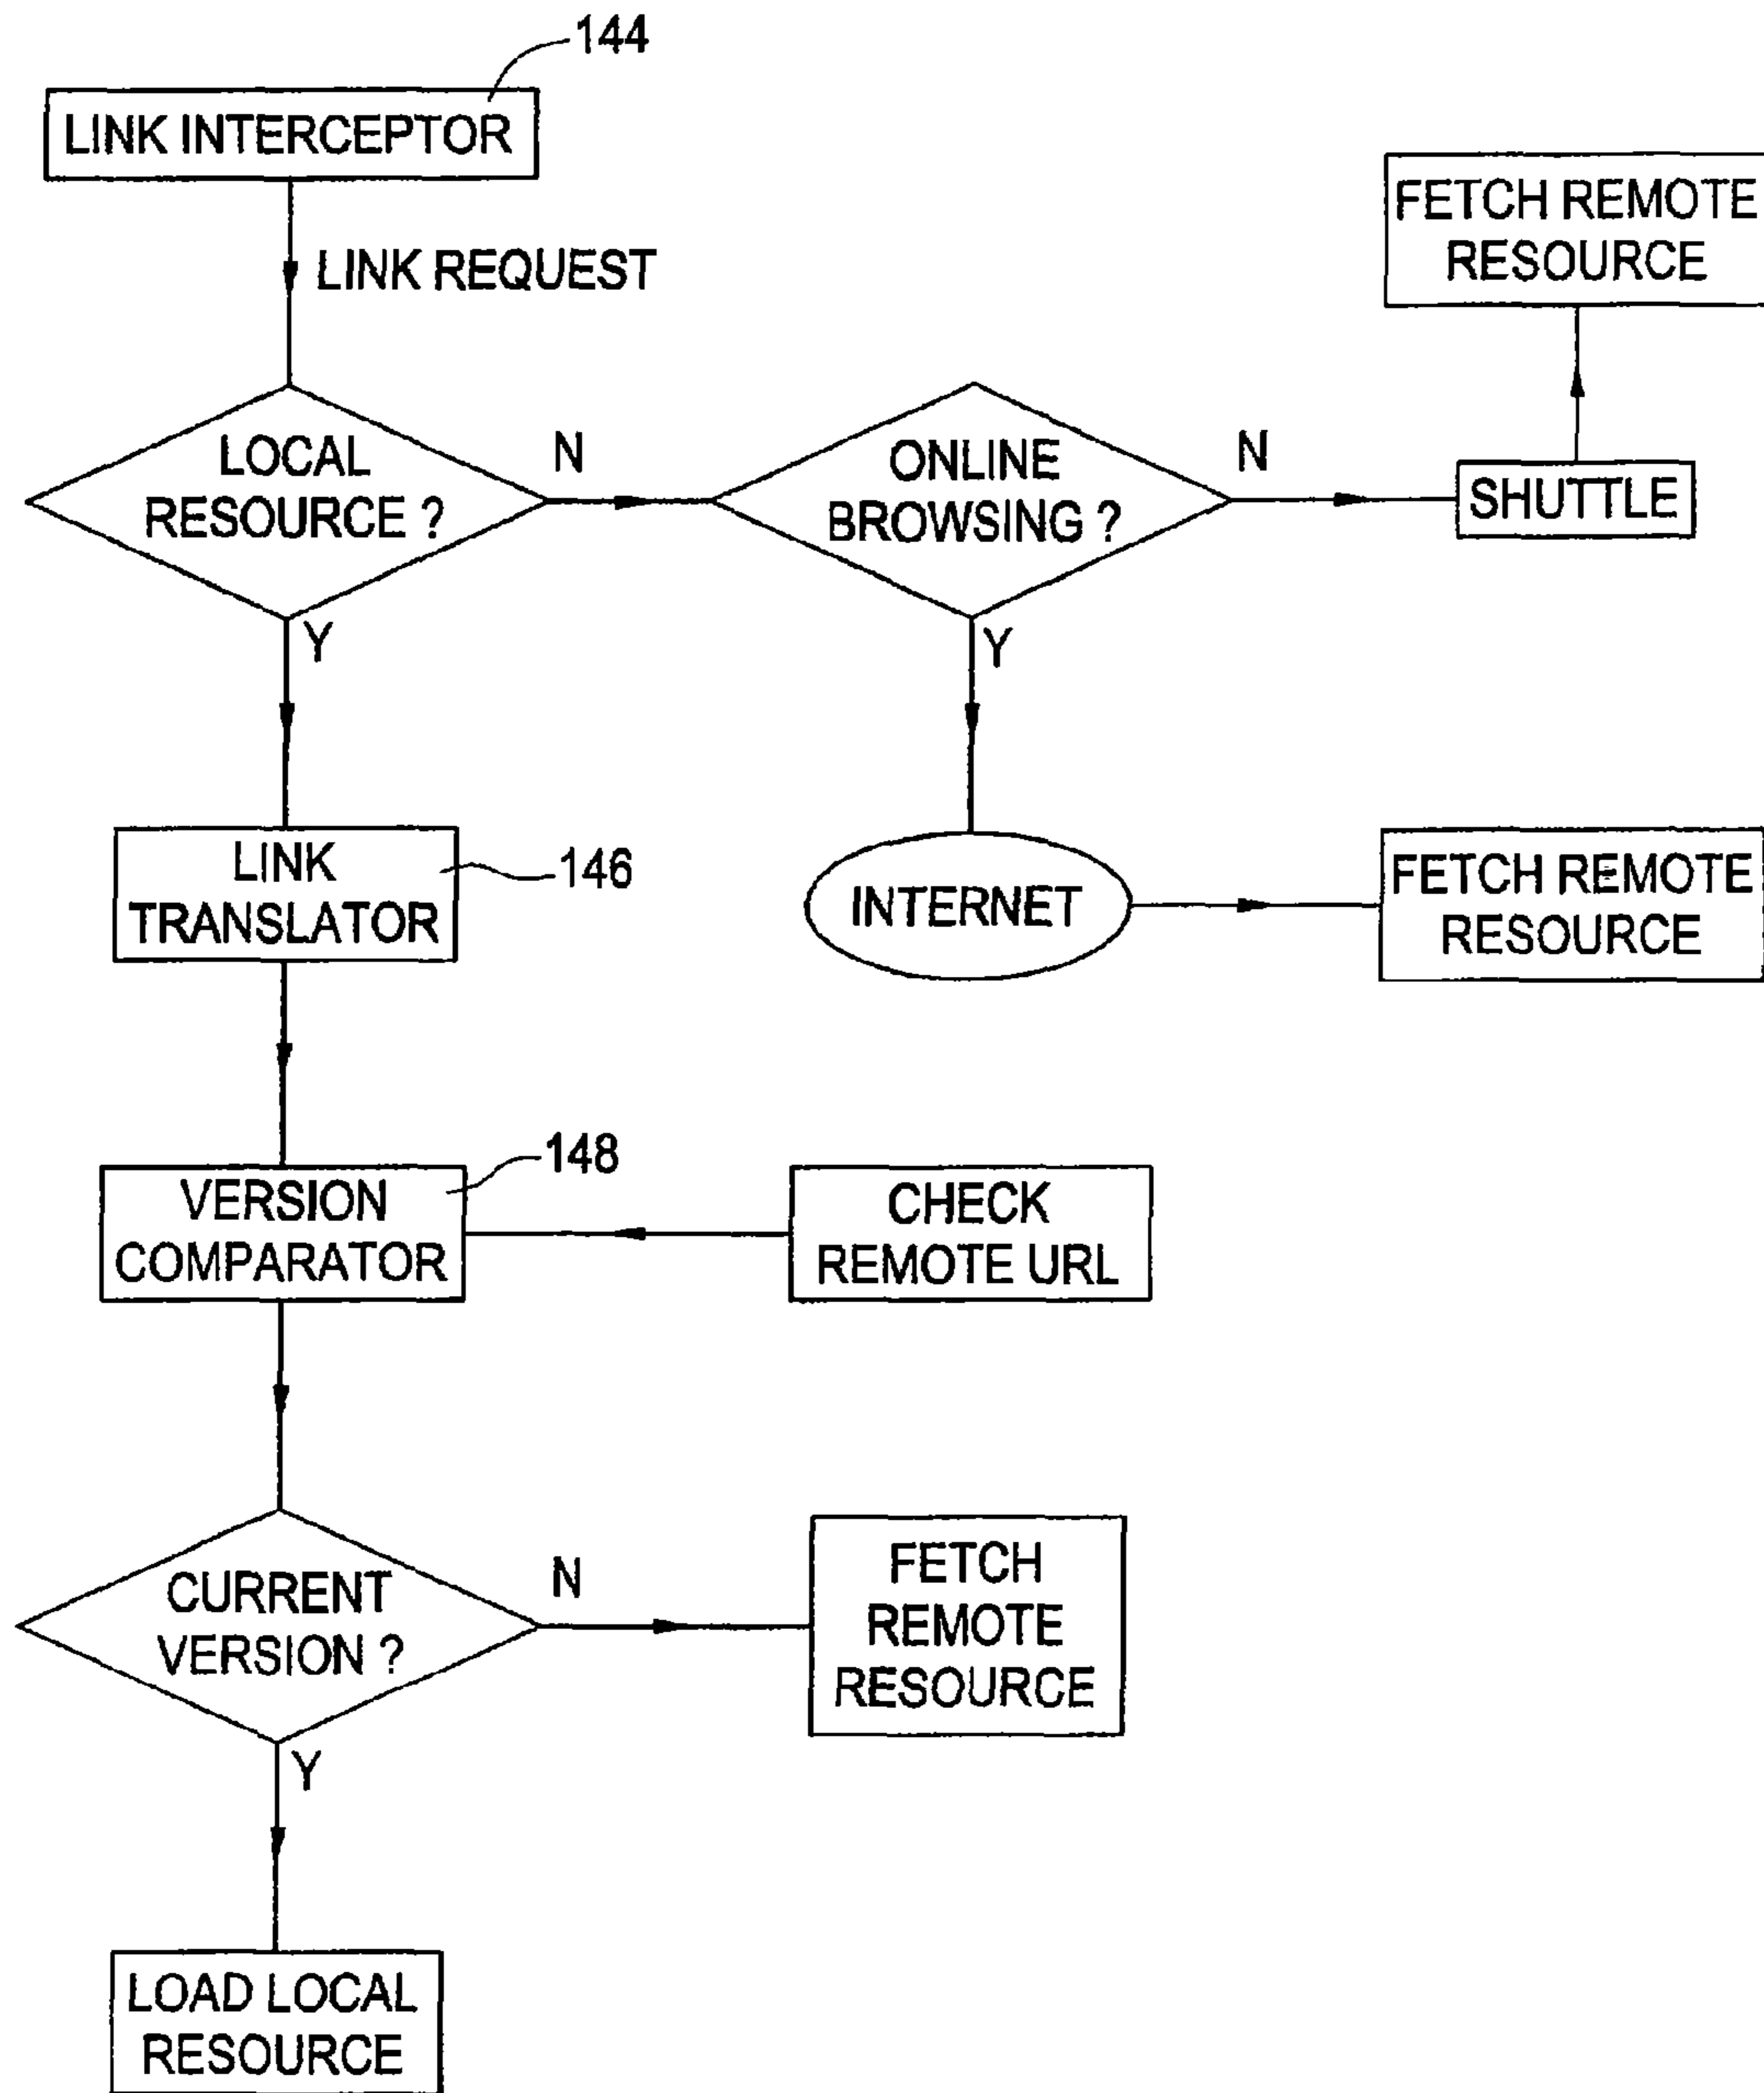 144
LINK INTERCEPTOR
LINK REQUEST
FETCH REMOTE
RESOURCE
LOCAL
RESOURCE ?
N
ONLINE
BROWSING ?
N
SHUTTLE
Y
Y
LINK
TRANSLATOR
146
INTERNET
FETCH REMOTE
RESOURCE
148
VERSION
COMPARATOR
CHECK
REMOTE URL
CURRENT
VERSION ?
N
FETCH
REMOTE
RESOURCE
Y
LOAD LOCAL
RESOURCE